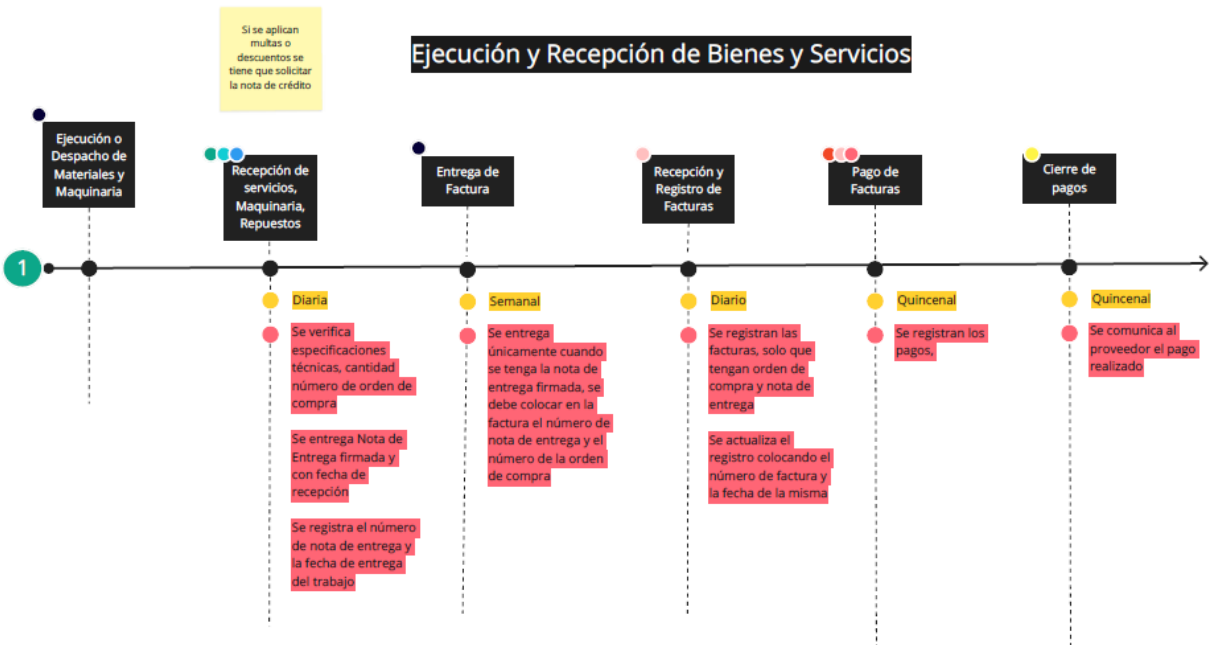 Si se aplican
multas o
descuentos se
tiene que solicitar
la nota de crédito
Ejecución y Recepción de Bienes y Servicios
Ejecución o
Despacho de
Materiales y
Maquinaria
Recepción de
servicios,
Maquinaria,
Repuestos
Entrega de
Factura
Recepción y
Registro de
Facturas
Pago de
Facturas
Cierre de
pagos
1
Diaria
Se verifica
especificaciones
técnicas, cantidad
número de orden de
compra
Se entrega Nota de
Entrega firmada y
con fecha de
recepción
Se registra el número
de nota de entrega y
la fecha de entrega
del trabajo
Semanal
Se entrega
únicamente cuando
se tenga la nota de
entrega firmada, se
debe colocar en la
factura el número de
nota de entrega y el
número de la orden
de compra
Diario
Se registran las
facturas, solo que
tengan orden de
compra y nota de
entrega
Se actualiza el
registro colocando el
número de factura y
la fecha de la misma
Quincenal
Se registran los
pagos,
Quincenal
Se comunica al
proveedor el pago
realizado